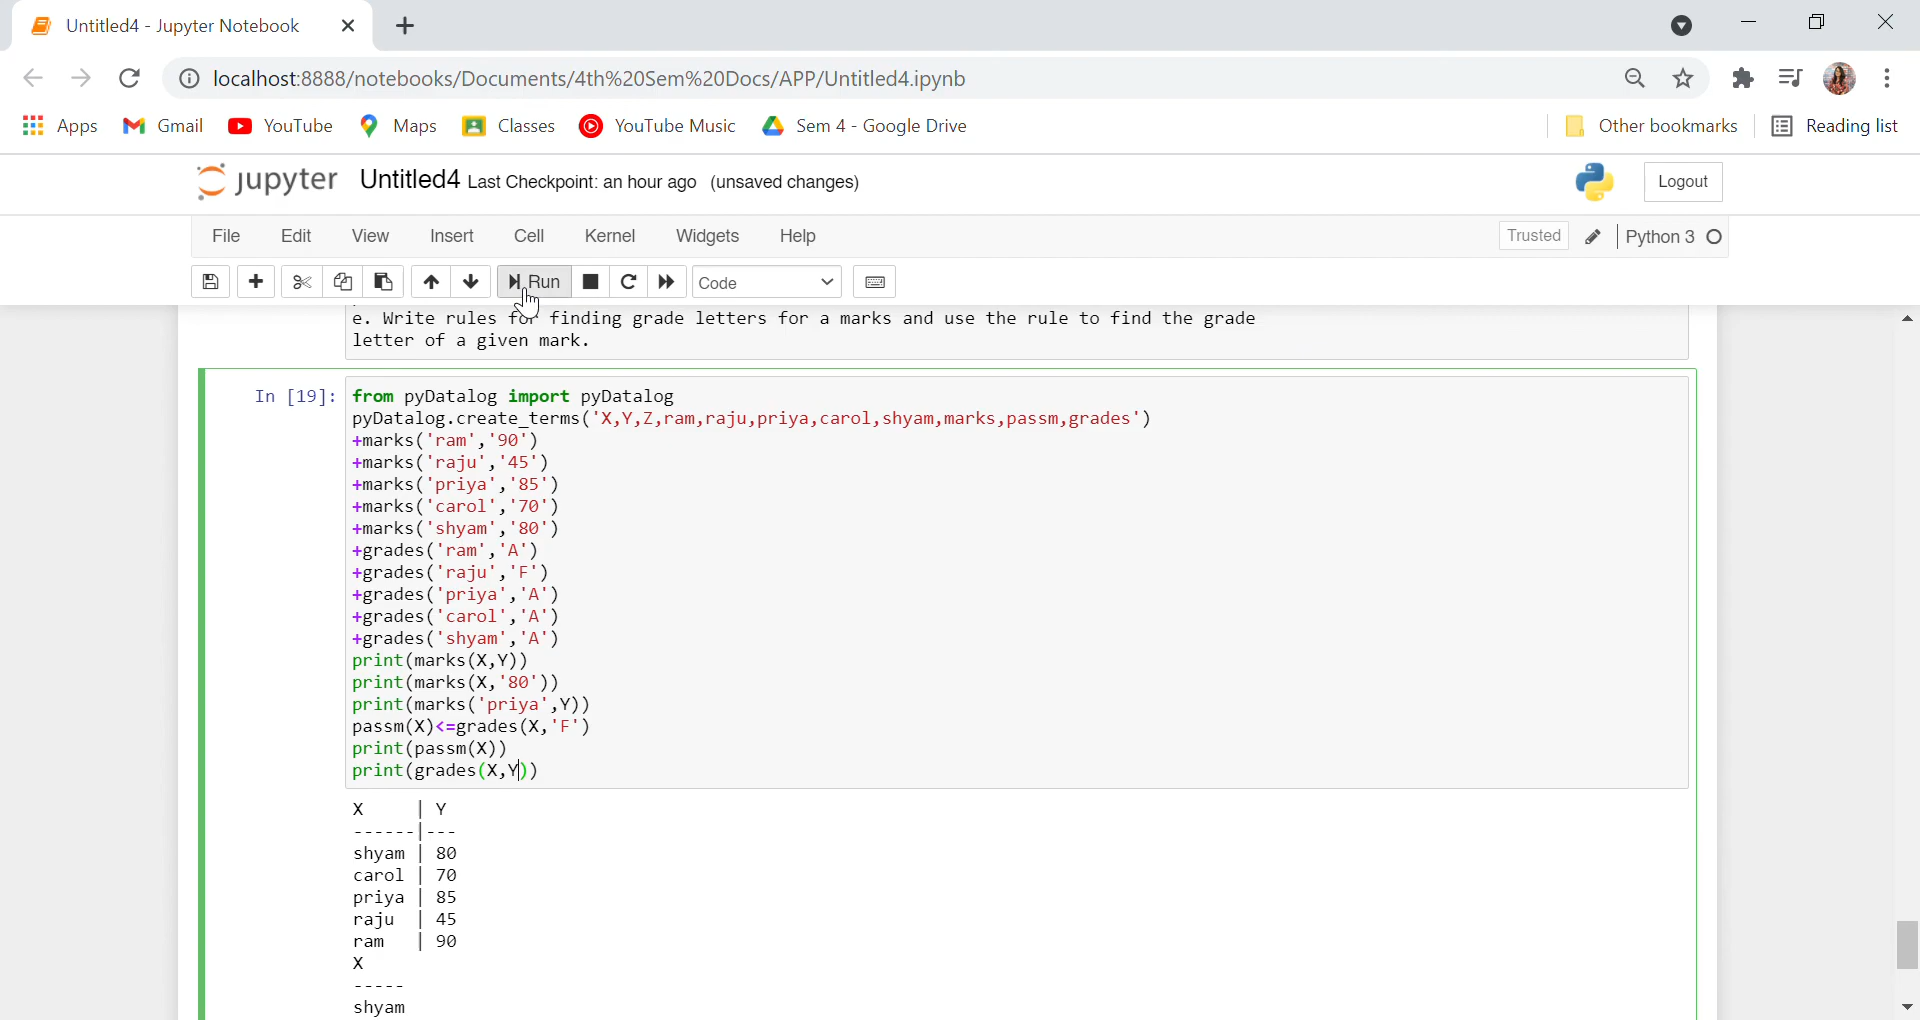 Untitled4 - Jupyter Notebook
localhost:8888/notebooks/Documents/4th%20Sem%20Docs/APP/Untitled4.ipynb
Apps Gmail YouTube Maps Classes YouTube Music Sem 4 - Google Drive Other bookmarks Reading list
jupyter Untitled4 Last Checkpoint: an hour ago (unsaved changes) Logout
File Edit View Insert Cell Kernel Widgets Help Trusted Python 3
Run Code
e. Write rules for finding grade letters for a marks and use the rule to find the grade
letter of a given mark.
In [19]: from pyDatalog import pyDatalog
pyDatalog.create_terms('X,Y,Z,ram,raju,priya,carol,shyam,marks,passm,grades')
+marks('ram','90')
+marks('raju','45')
+marks('priya','85')
+marks('carol','70')
+marks('shyam','80')
+grades('ram','A')
+grades('raju','F')
+grades('priya','A')
+grades('carol','A')
+grades('shyam','A')
print(marks(X,Y))
print(marks(X,'80'))
print(marks('priya',Y))
passm(X)<=grades(X,'F')
print(passm(X))
print(grades(X,Y))
X | Y
------|---
shyam | 80
carol | 70
priya | 85
raju | 45
ram | 90
X
-----
shyam